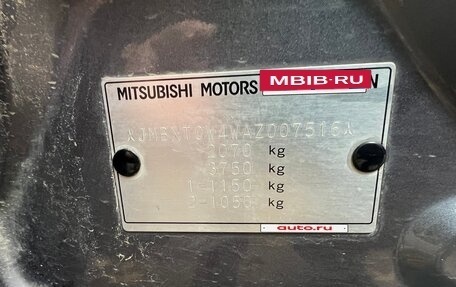 MBIB-RU
MITSUBISHI MOTORS N
2070 kg
3750 kg
1-1150 kg
2-1050 kg
auto.ru